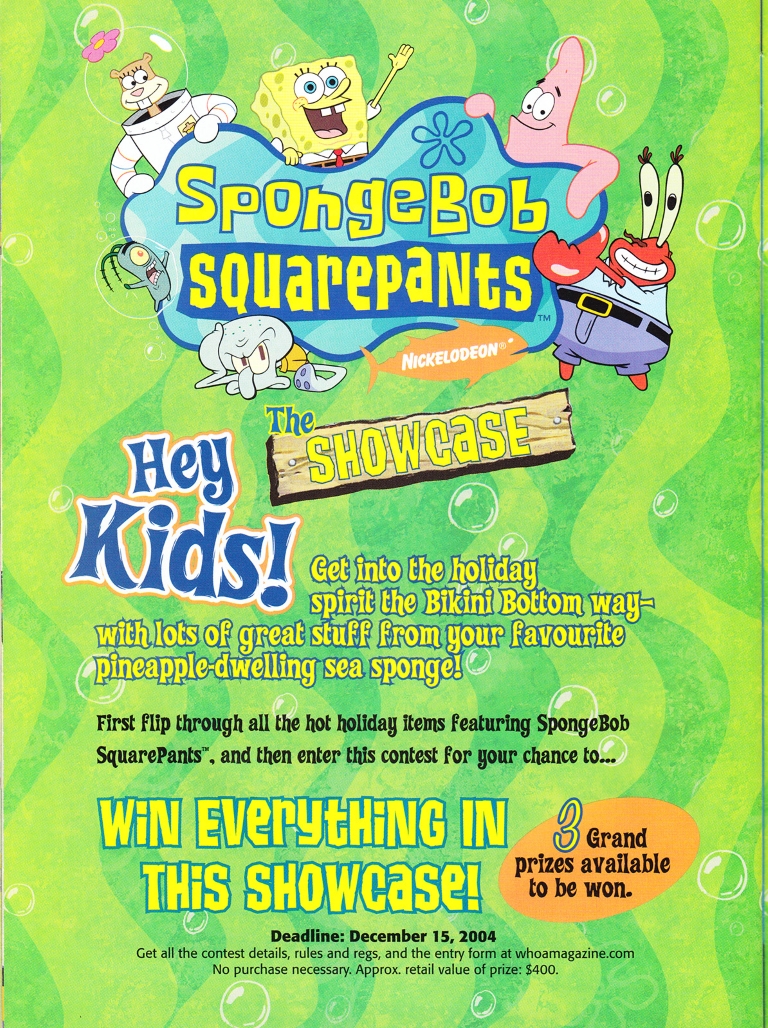 SpongeBob
SquarePants™
NICKELODEON®
The
SHOWCASE
Hey
Kids!
Get into the holiday
spirit the Bikini Bottom way–
with lots of great stuff from your favourite
pineapple-dwelling sea sponge!
First flip through all the hot holiday items featuring SpongeBob
SquarePants™, and then enter this contest for your chance to...
WIN EVERYTHING IN
THIS SHOWCASE!
3 Grand
prizes available
to be won.
Deadline: December 15, 2004
Get all the contest details, rules and regs, and the entry form at whoamagazine.com
No purchase necessary. Approx. retail value of prize: $400.